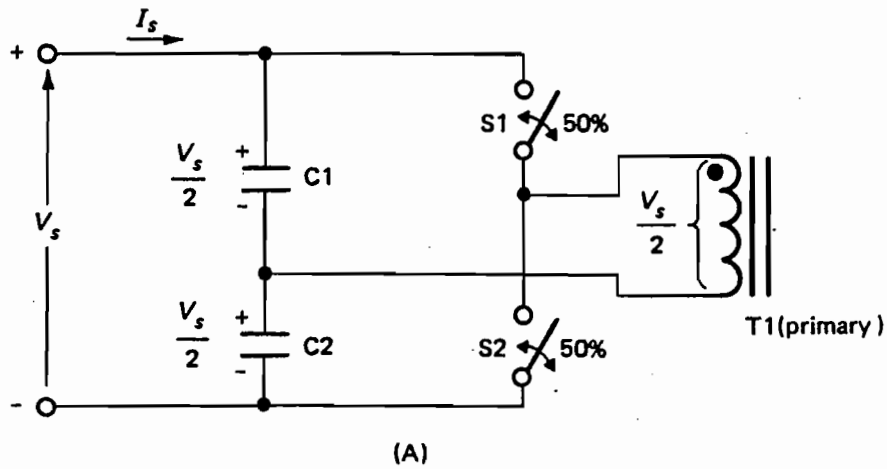 I_s
+
S1
50%
V_s/2
+
C1
-
V_s
V_s/2
V_s/2
+
C2
-
S2
50%
T1(primary)
-
(A)